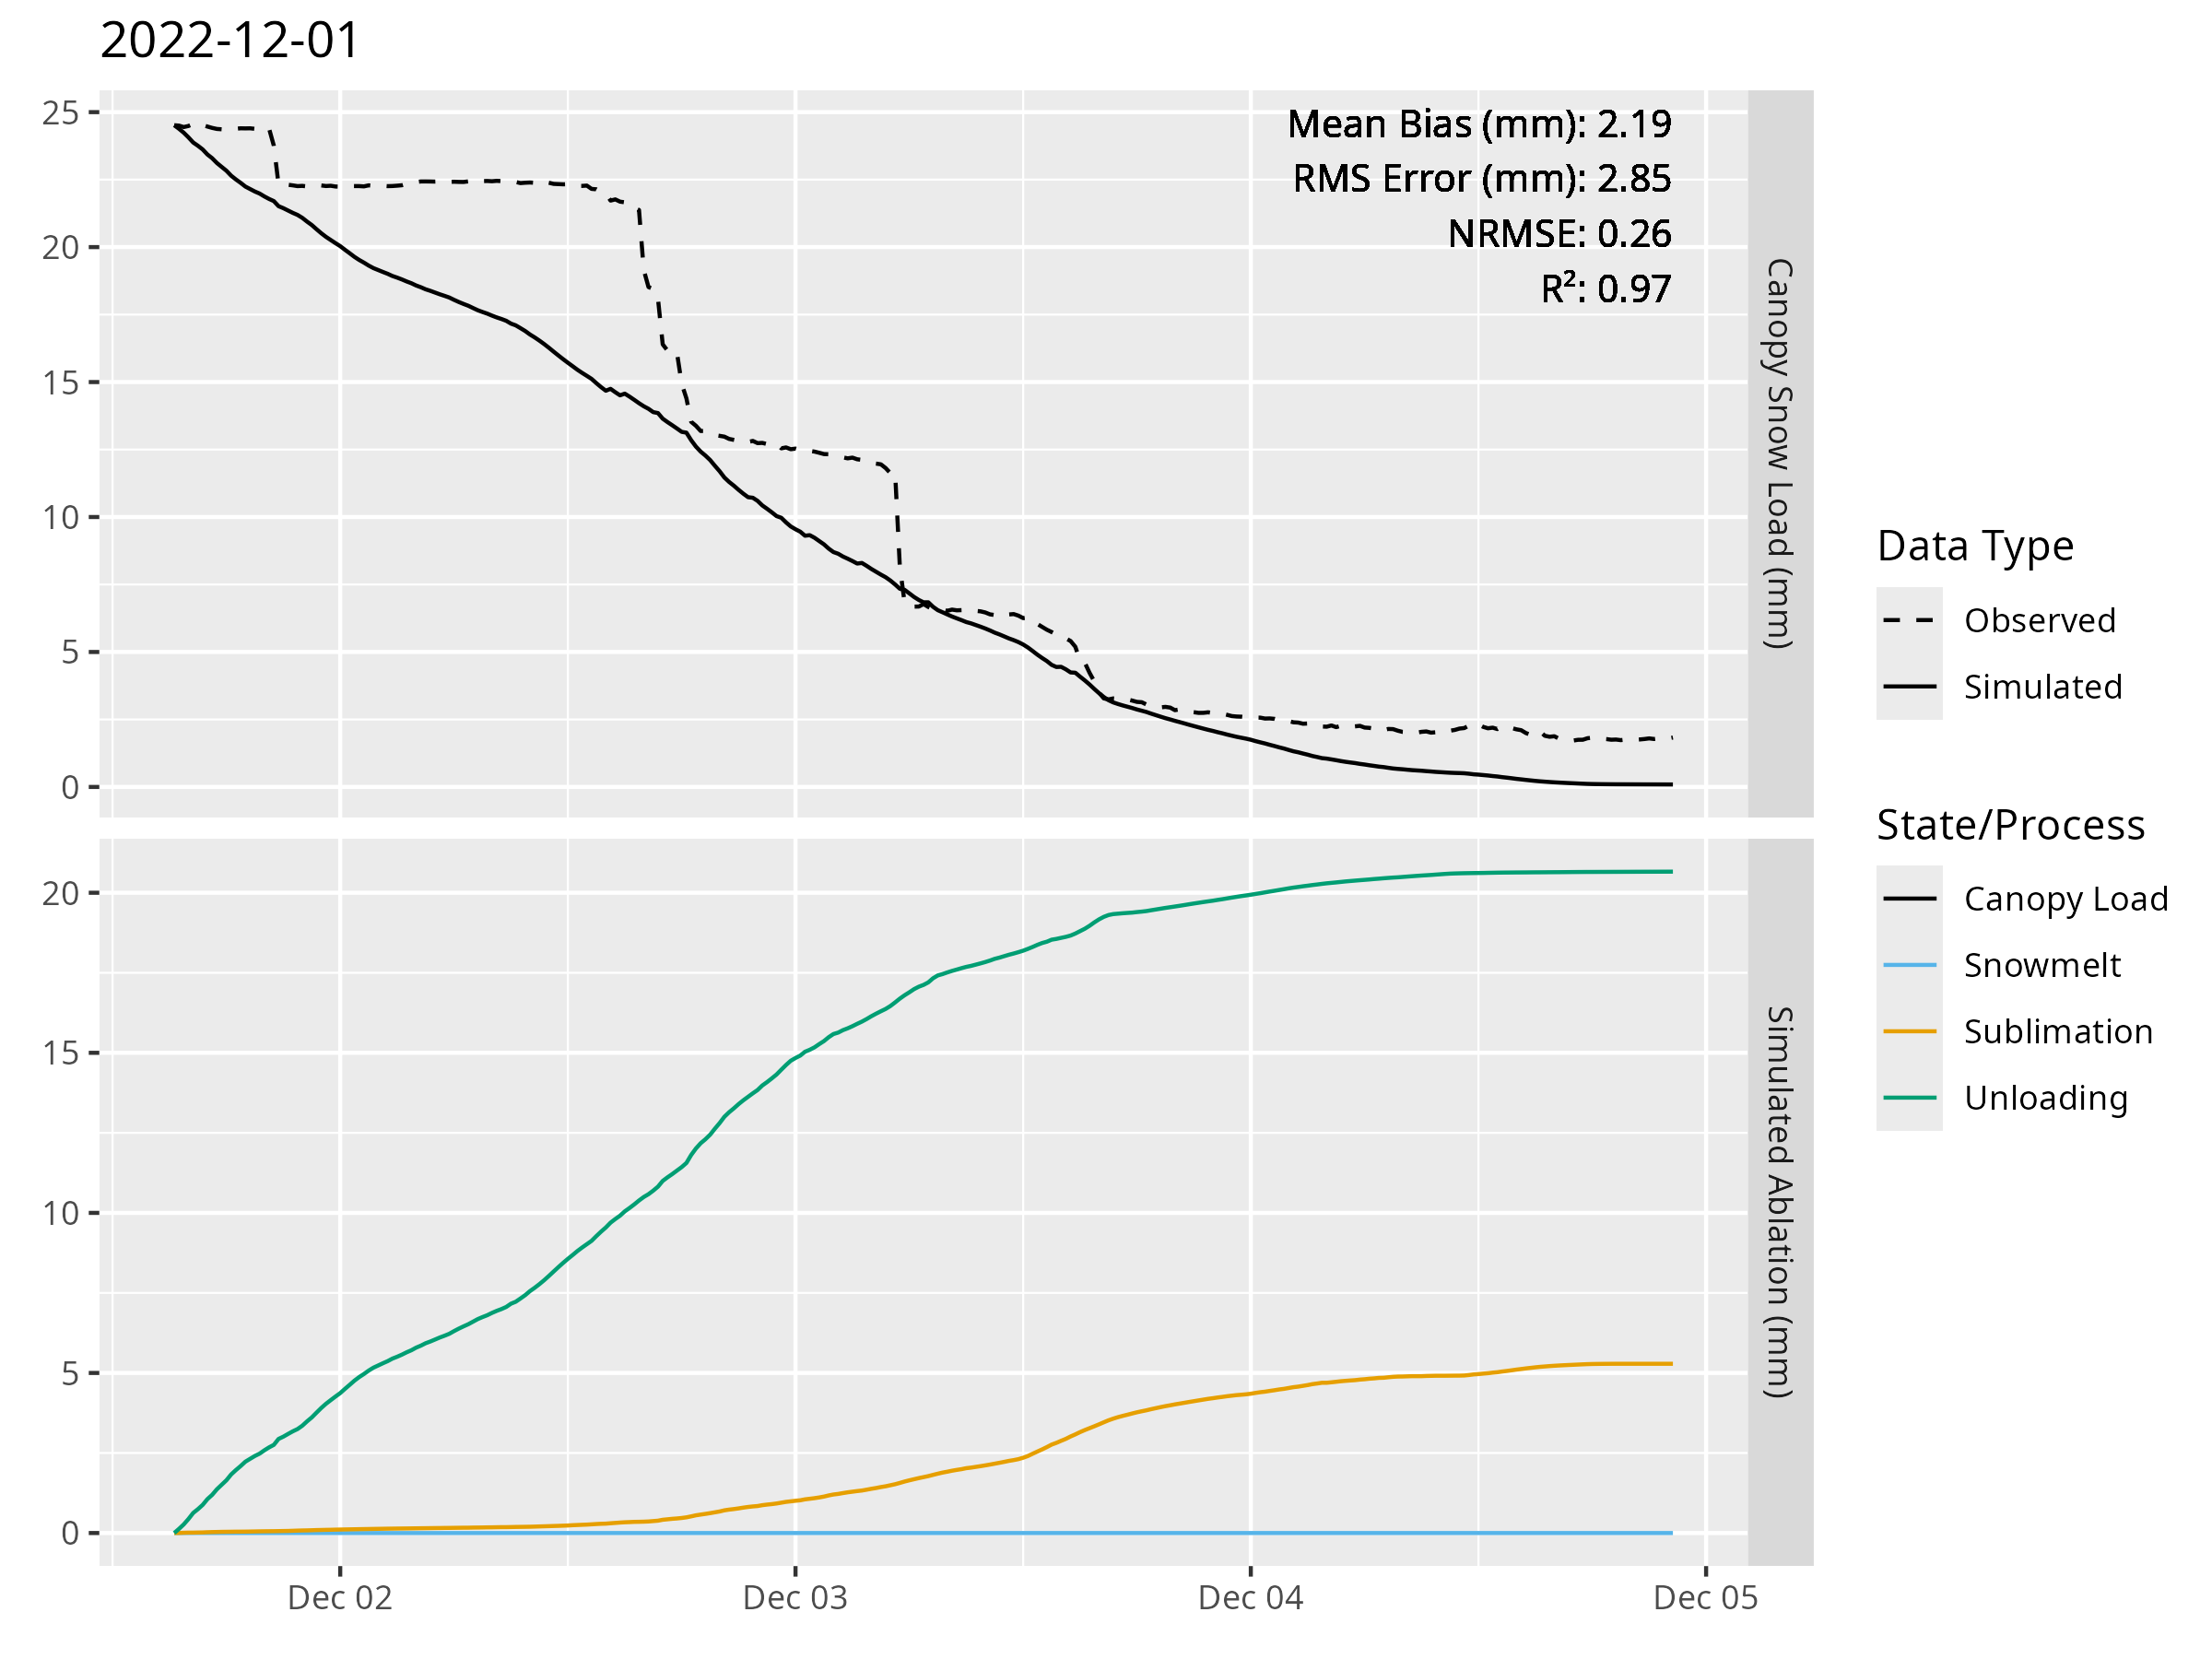 2022-12-01
25
20
15
10
5
0
Mean Bias (mm): 2.19
RMS Error (mm): 2.85
NRMSE: 0.26
R²: 0.97
Canopy Snow Load (mm)
20
15
10
5
0
Simulated Ablation (mm)
Dec 02
Dec 03
Dec 04
Dec 05
Data Type
Observed
Simulated
State/Process
Canopy Load
Snowmelt
Sublimation
Unloading